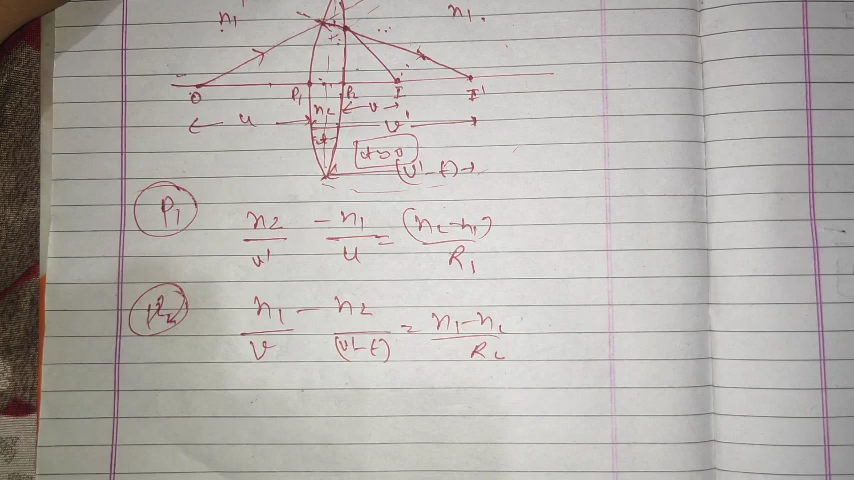 n1 n1.
O P1 P2 I I'
n2 v
u v'
t t→0
(v'-t)
P1 n2/v' - n1/u = (n2-n1)/R1
P2 n1/v - n2/(v'-t) = n1-n2/R2